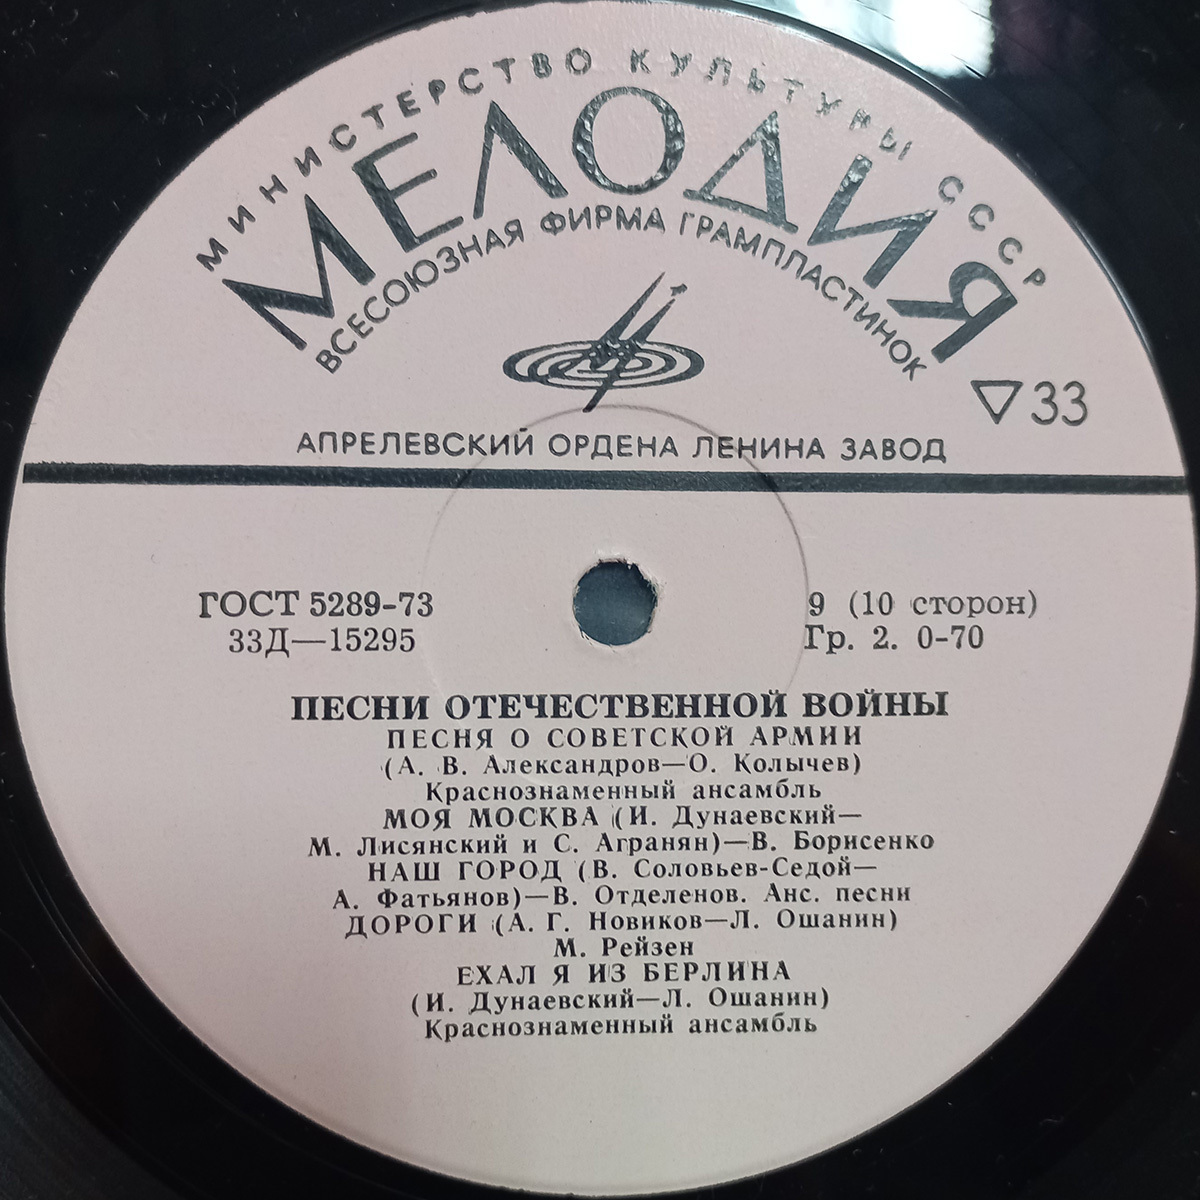 МИНИСТЕРСТВО КУЛЬТУРЫ СССР
МЕЛОДИЯ
ВСЕСОЮЗНАЯ ФИРМА ГРАМПЛАСТИНОК
▽33
АПРЕЛЕВСКИЙ ОРДЕНА ЛЕНИНА ЗАВОД
ГОСТ 5289-73
33Д—15295
9 (10 сторон)
Гр. 2. 0-70
ПЕСНИ ОТЕЧЕСТВЕННОЙ ВОЙНЫ
ПЕСНЯ О СОВЕТСКОЙ АРМИИ
(А. В. Александров—О. Колычев)
Краснознаменный ансамбль
МОЯ МОСКВА (И. Дунаевский—
М. Лисянский и С. Агранян)—В. Борисенко
НАШ ГОРОД (В. Соловьев-Седой—
А. Фатьянов)—В. Отделенов. Анс. песни
ДОРОГИ (А. Г. Новиков—Л. Ошанин)
М. Рейзен
ЕХАЛ Я ИЗ БЕРЛИНА
(И. Дунаевский—Л. Ошанин)
Краснознаменный ансамбль